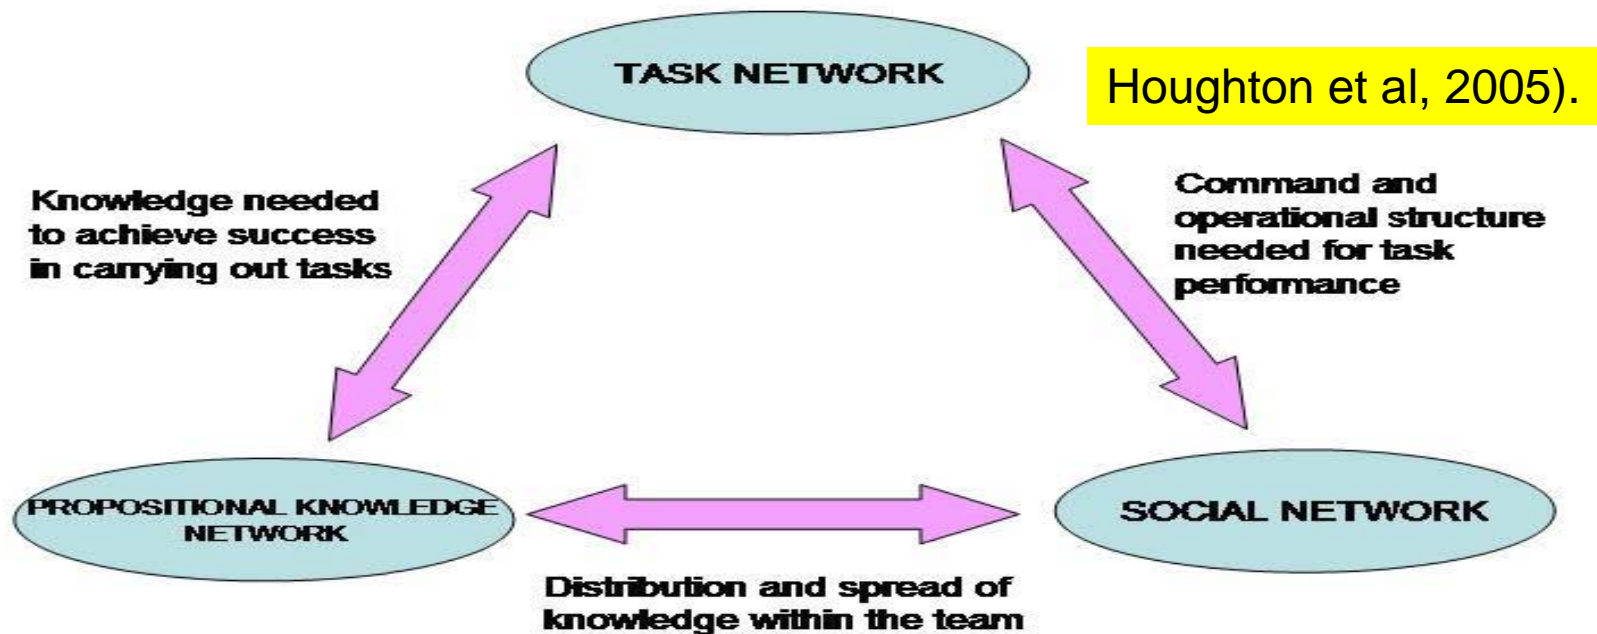 TASK NETWORK
Houghton et al, 2005).
Knowledge needed
to achieve success
in carrying out tasks
Command and
operational structure
needed for task
performance
PROPOSITIONAL KNOWLEDGE
NETWORK
SOCIAL NETWORK
Distribution and spread of
knowledge within the team